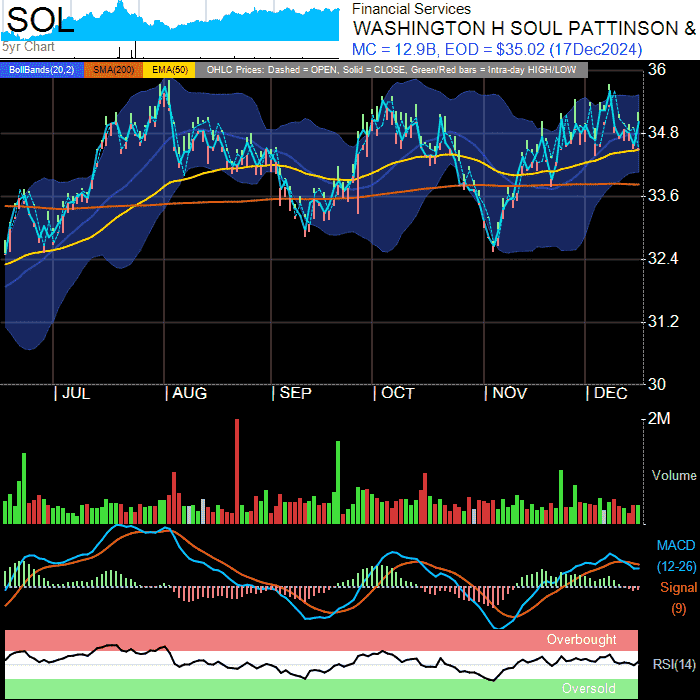 SOL
5yr Chart
Financial Services
WASHINGTON H SOUL PATTINSON &
MC = 12.9B, EOD = $35.02 (17Dec2024)
BollBands(20,2) SMA(200) EMA(50) OHLC Prices: Dashed = OPEN, Solid = CLOSE, Green/Red bars = Intra-day HIGH/LOW
36
34.8
33.6
32.4
31.2
30
| JUL | AUG | SEP | OCT | NOV | DEC
2M
Volume
MACD
(12-26)
Signal
(9)
Overbought
RSI(14)
Oversold